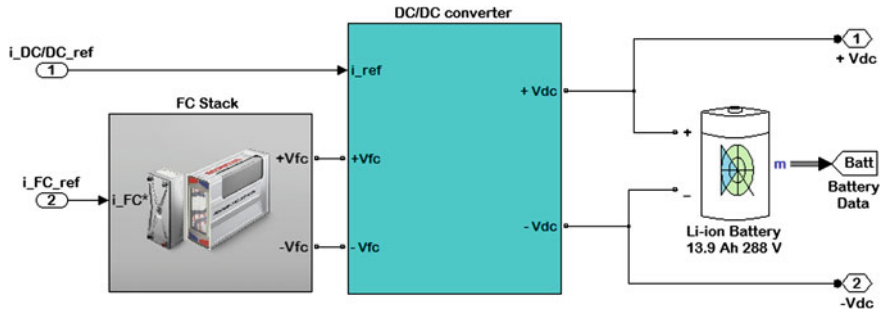 DC/DC converter
i_DC/DC_ref
1
i_ref
FC Stack
+ Vdc
1
+ Vdc
+Vfc
+Vfc
+
m
Batt
Battery
Data
i_FC_ref
2
i_FC*
-
-Vfc
- Vfc
- Vdc
Li-ion Battery
13.9 Ah 288 V
2
-Vdc